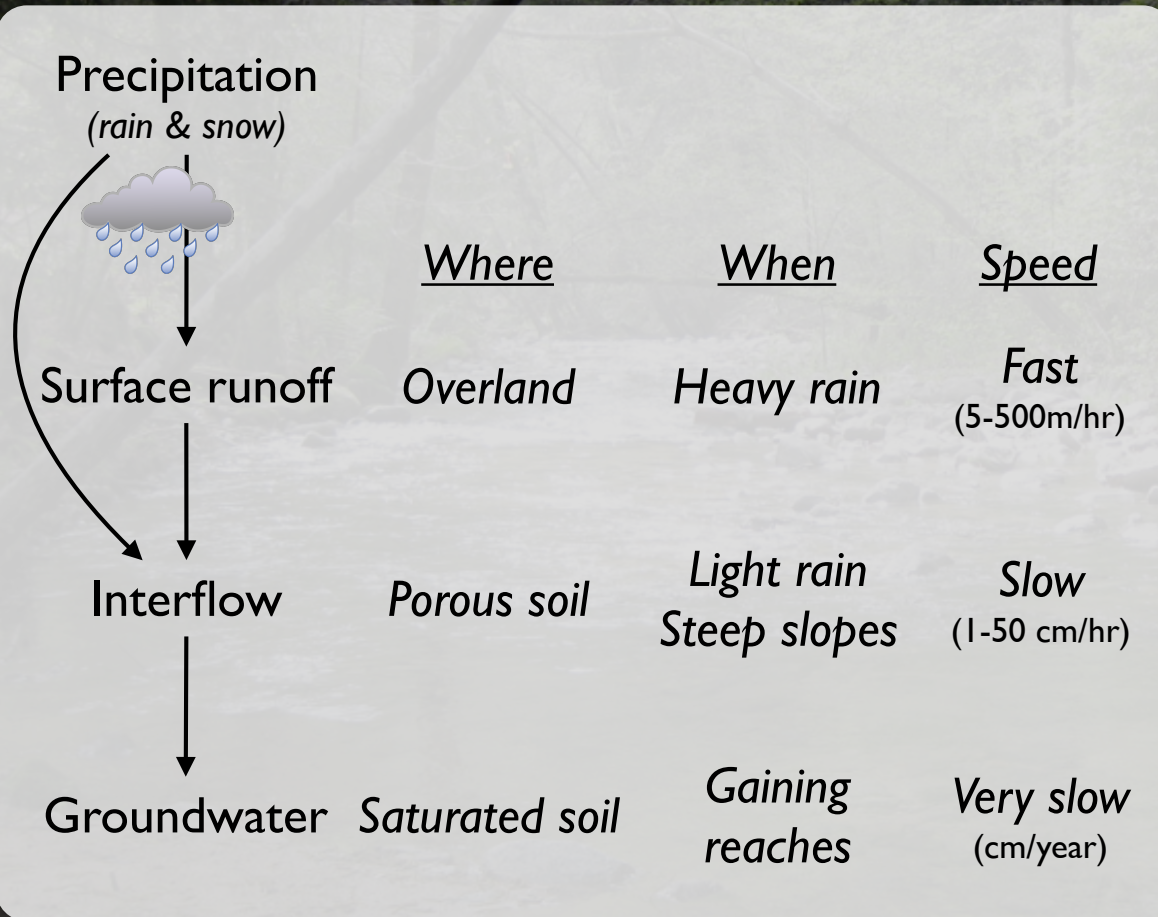 Precipitation
(rain & snow)
Where When Speed
Surface runoff Overland Heavy rain Fast
(5-500m/hr)
Interflow Porous soil Light rain
Steep slopes Slow
(1-50 cm/hr)
Groundwater Saturated soil Gaining
reaches Very slow
(cm/year)